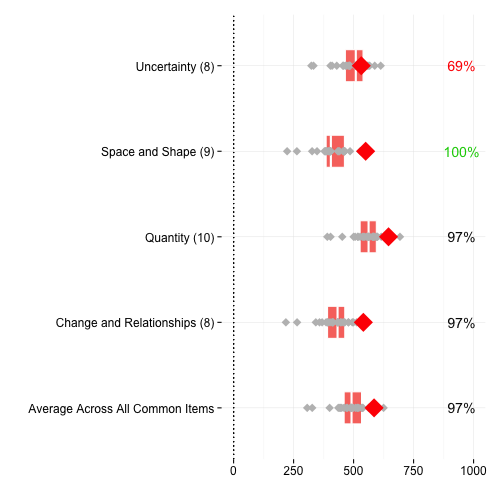 Uncertainty (8) 69%
Space and Shape (9) 100%
Quantity (10) 97%
Change and Relationships (8) 97%
Average Across All Common Items 97%
0 250 500 750 1000